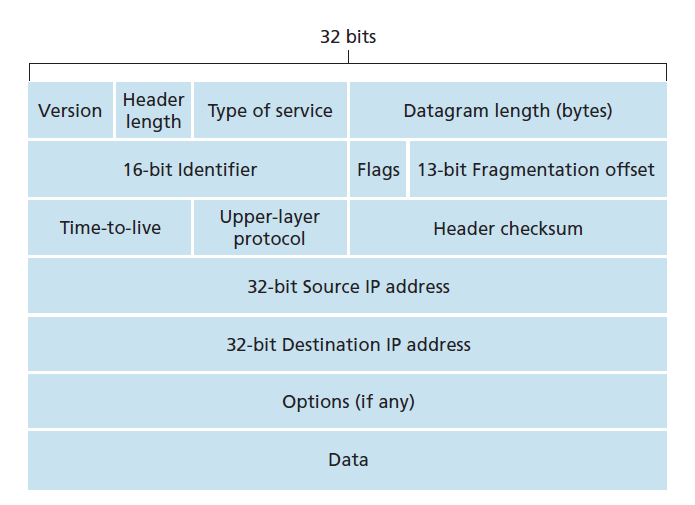 32 bits
Version
Header
length
Type of service
Datagram length (bytes)
16-bit Identifier
Flags
13-bit Fragmentation offset
Time-to-live
Upper-layer
protocol
Header checksum
32-bit Source IP address
32-bit Destination IP address
Options (if any)
Data